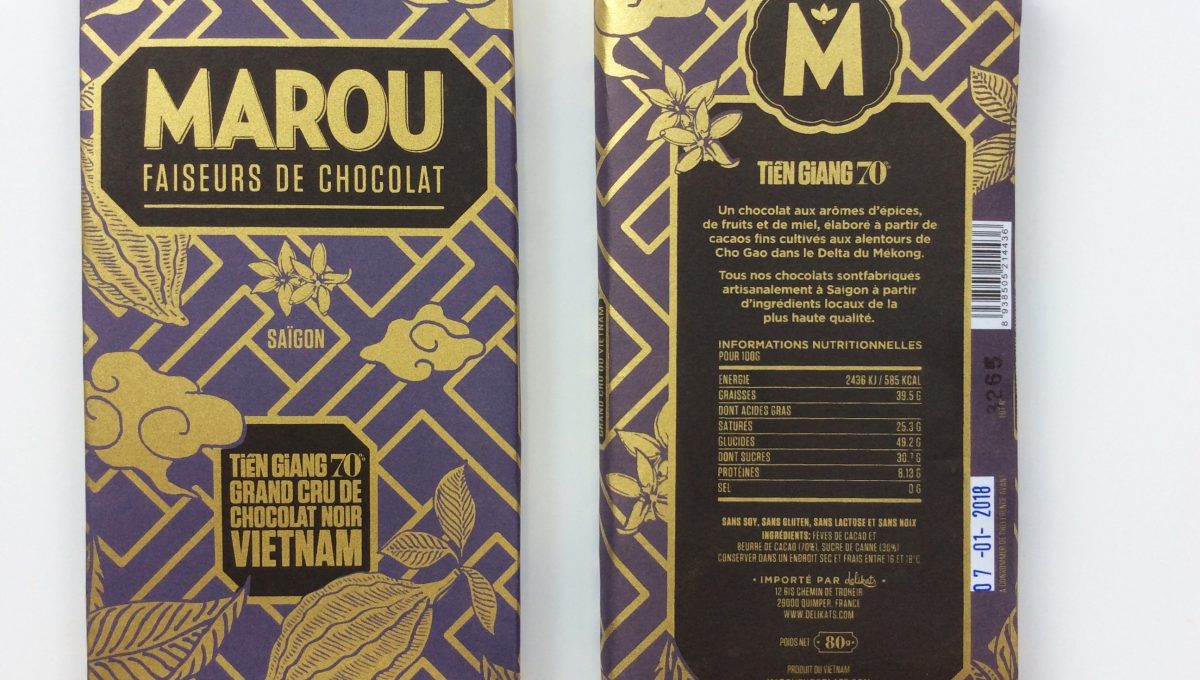 MAROU
FAISEURS DE CHOCOLAT
SAÏGON
TIỀN GIANG 70%
GRAND CRU DE
CHOCOLAT NOIR
VIETNAM
M
TIỀN GIANG 70%
Un chocolat aux arômes d'épices,
de fruits et de miel, élaboré à partir de
cacaos fins cultivés aux alentours de
Cho Gao dans le Delta du Mékong.
Tous nos chocolats sontfabriqués
artisanalement à Saigon à partir
d'ingrédients locaux de la
plus haute qualité.
INFORMATIONS NUTRITIONNELLES
POUR 100G
ENERGIE 2436 KJ / 585 KCAL
GRAISSES 39.5 G
DONT ACIDES GRAS
SATURÉS 25.3 G
GLUCIDES 49.2 G
DONT SUCRES 30.7 G
PROTÉINES 8.13 G
SEL 0 G
SANS SOY, SANS GLUTEN, SANS LACTOSE ET SANS NOIX
INGRÉDIENTS: FÈVES DE CACAO ET
BEURRE DE CACAO (70%), SUCRE DE CANNE (30%)
CONSERVER DANS UN ENDROIT SEC ET FRAIS ENTRE 16 ET 18°C
• IMPORTÉ PAR delikats •
12 BIS CHEMIN DE TROHEIR
29000 QUIMPER, FRANCE
WWW.DELIKATS.COM
POIDS NET 80g
PRODUIT DU VIETNAM
GRAND CRU DU VIETNAM
8 938505 214436
3265
07-01-2018